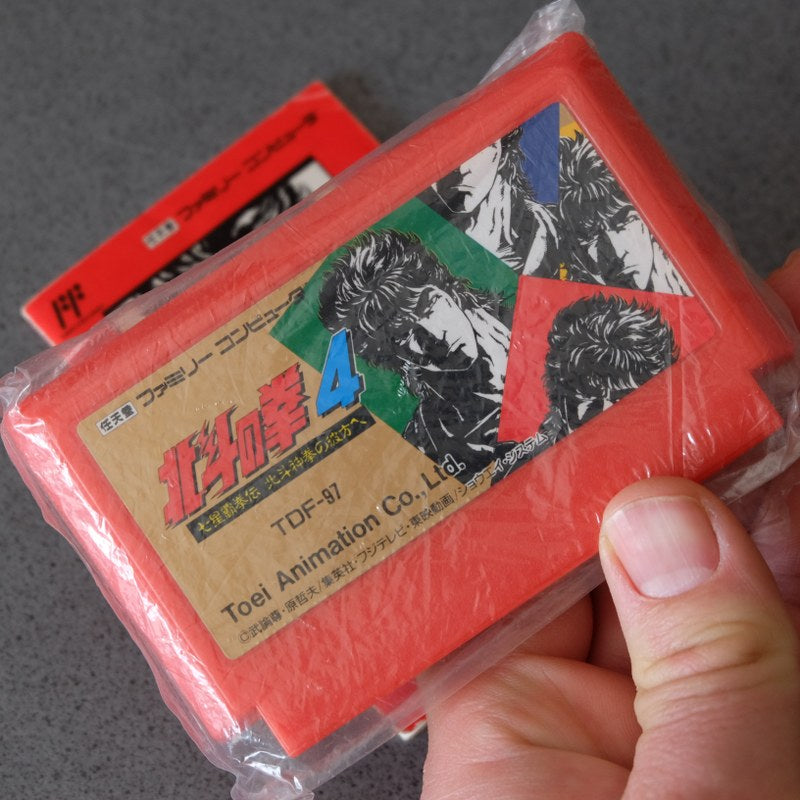 任天堂 ファミリー コンピュータ
任天堂 ファミリー コンピュータ
北斗の拳4
七星覇拳伝 北斗神拳の彼方へ
TDF-97
Toei Animation Co., Ltd.
©武論尊・原哲夫/集英社・フジテレビ・東映動画/ショウエイ・システム